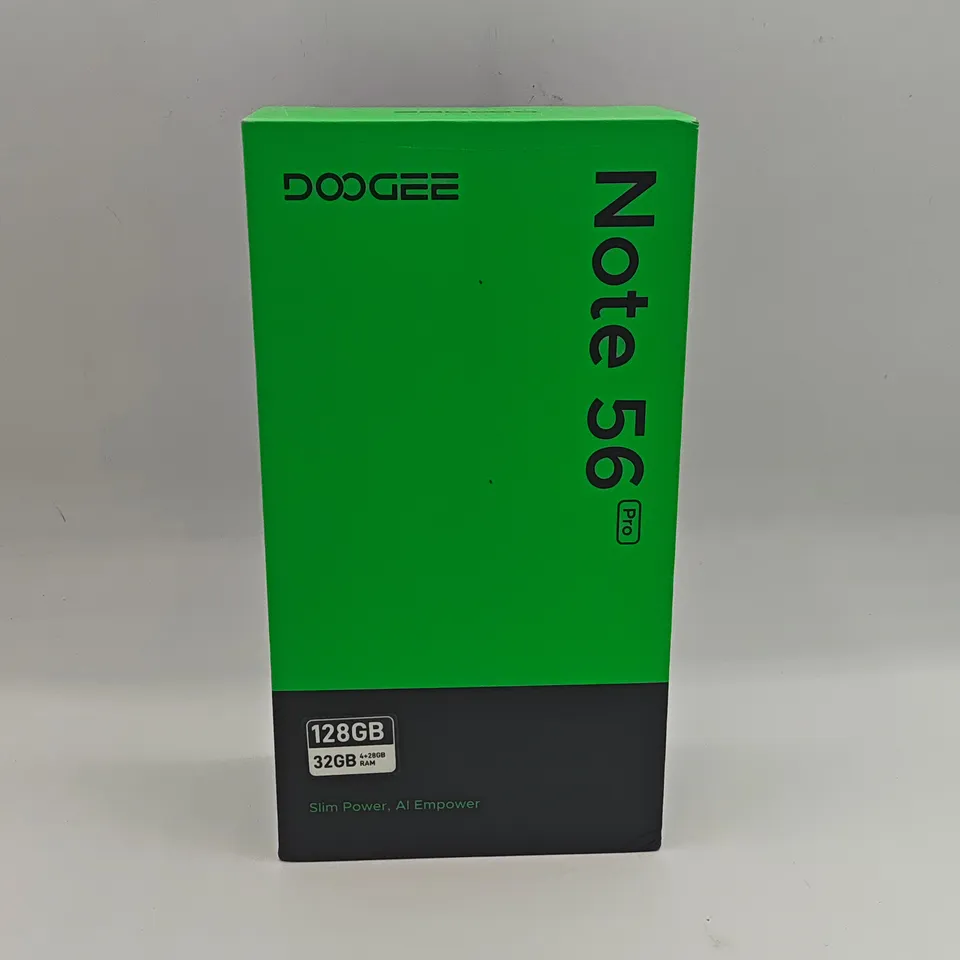 DOOGEE
Note 56 Pro
128GB
32GB 4+28GB RAM
Slim Power, AI Empower